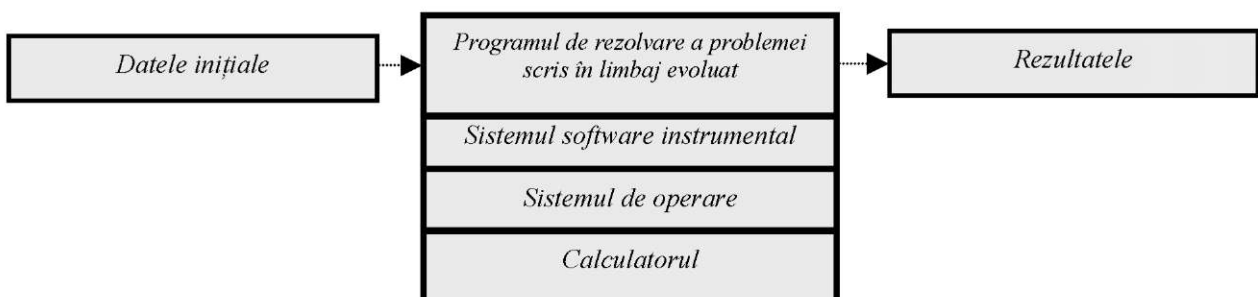 Datele inițiale
Programul de rezolvare a problemei
scris în limbaj evoluat
Rezultatele
Sistemul software instrumental
Sistemul de operare
Calculatorul